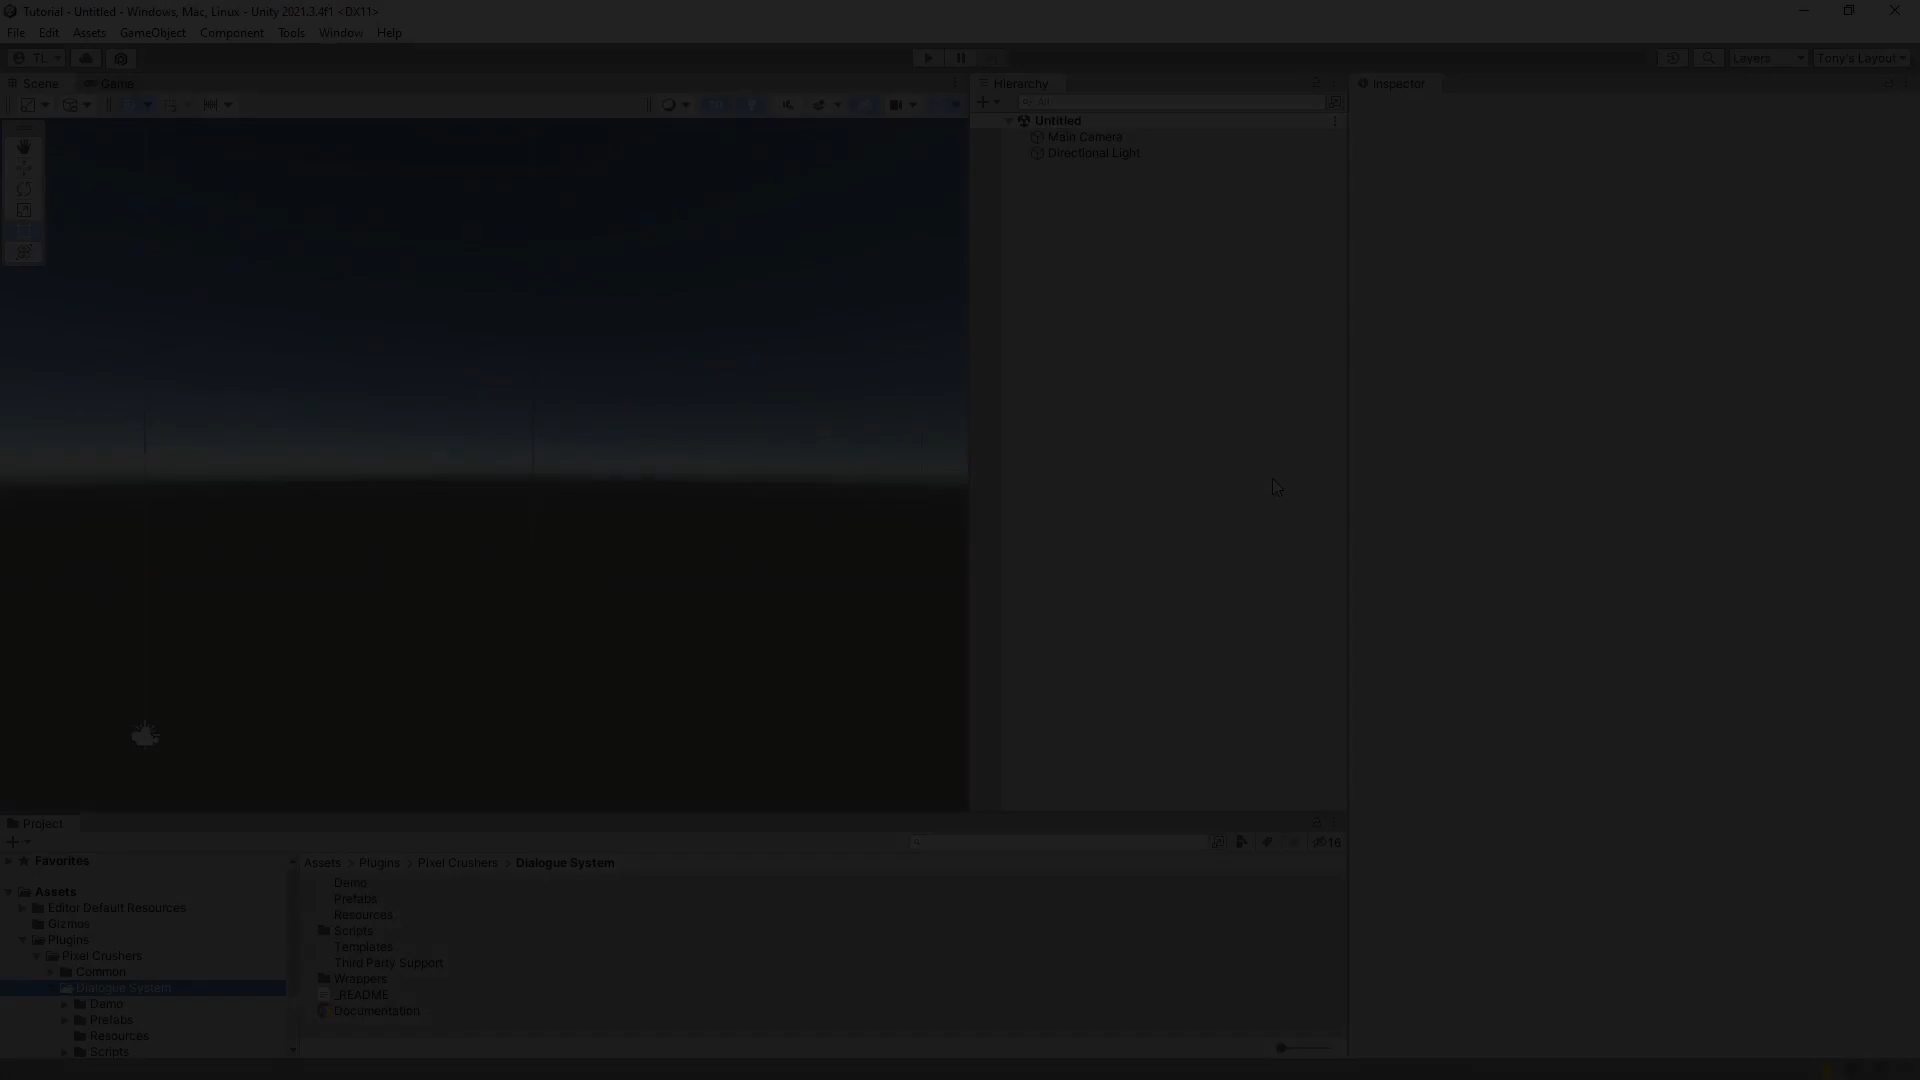 Tutorial - Untitled - Windows, Mac, Linux - Unity 2021.3.4f1 <DX11>
File Edit Assets GameObject Component Tools Window Help
TL Layers Tony's Layout
Scene Game Hierarchy Inspector
All
Untitled
Main Camera
Directional Light
Project
16
Favorites
Assets > Plugins > Pixel Crushers > Dialogue System
Demo
Prefabs
Resources
Scripts
Templates
Third Party Support
Wrappers
_README
Documentation
Assets
Editor Default Resources
Gizmos
Plugins
Pixel Crushers
Common
Dialogue System
Demo
Prefabs
Resources
Scripts